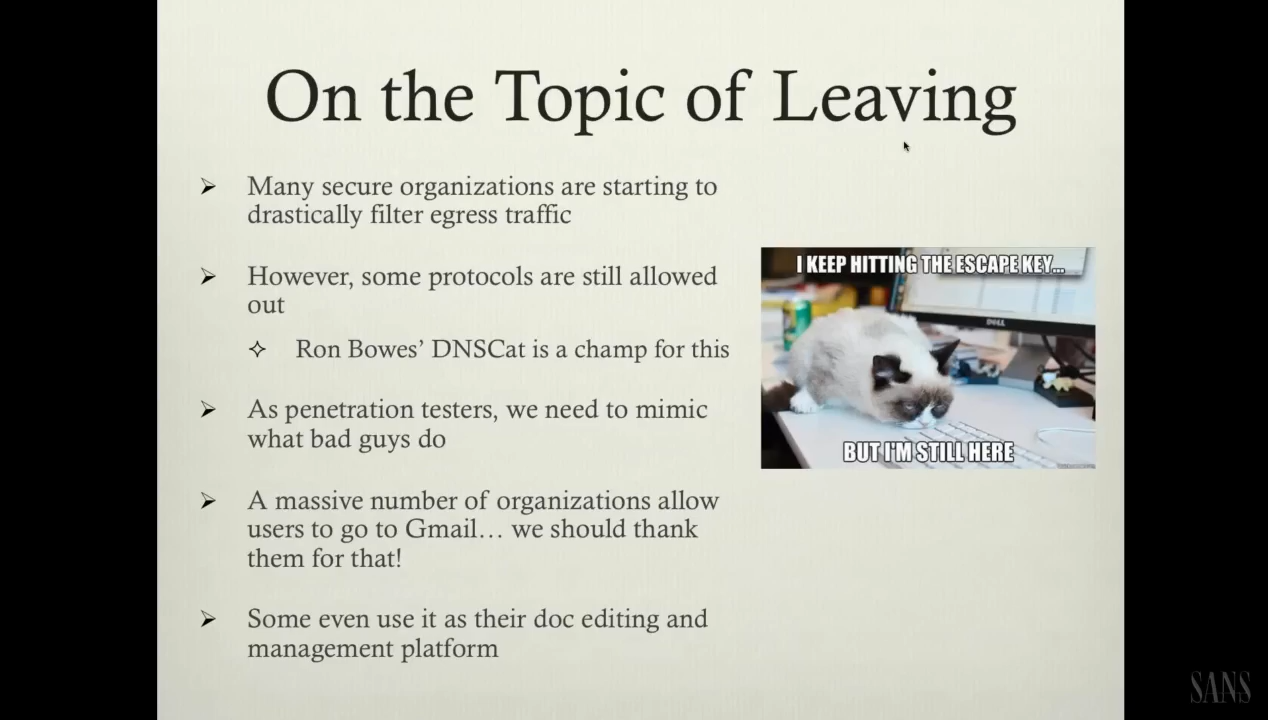 On the Topic of Leaving
Many secure organizations are starting to
drastically filter egress traffic
However, some protocols are still allowed
out
Ron Bowes’ DNSCat is a champ for this
As penetration testers, we need to mimic
what bad guys do
A massive number of organizations allow
users to go to Gmail… we should thank
them for that!
Some even use it as their doc editing and
management platform
I KEEP HITTING THE ESCAPE KEY...
DELL
BUT I'M STILL HERE
SANS